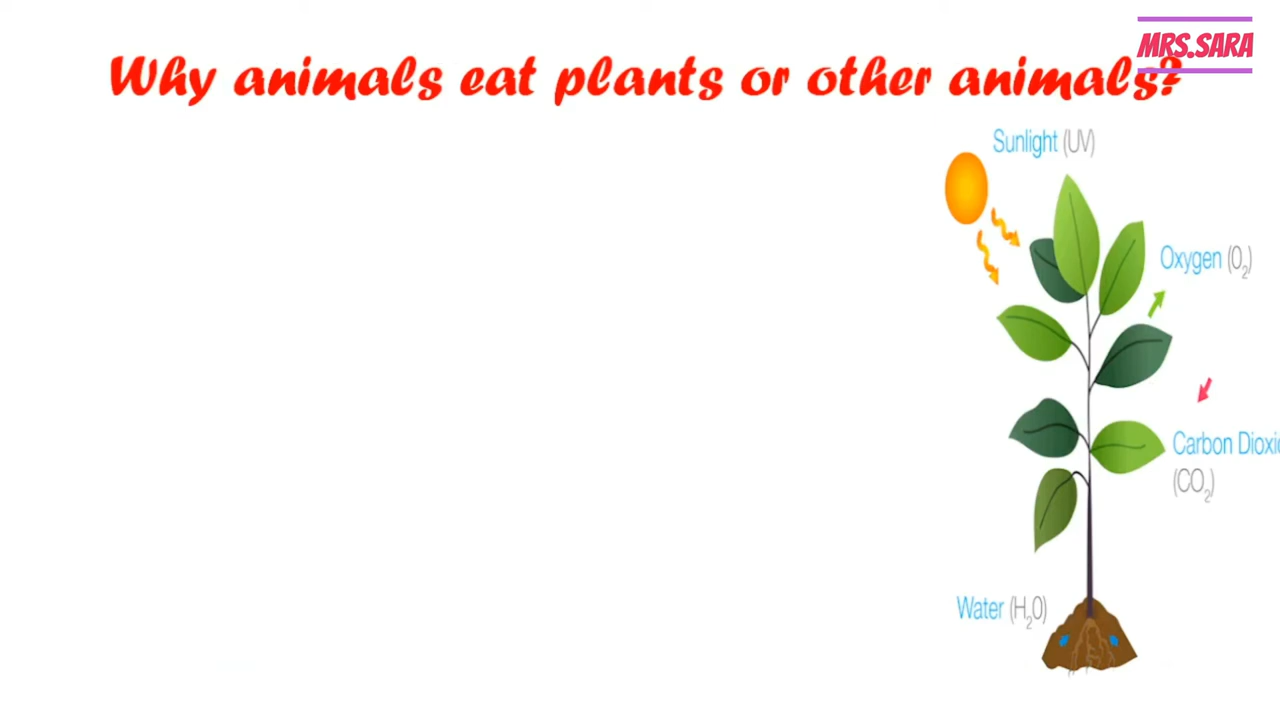 MRS.SARA
Why animals eat plants or other animals?
Sunlight (UV)
Oxygen (O₂)
Carbon Dioxi
(CO₂)
Water (H₂O)